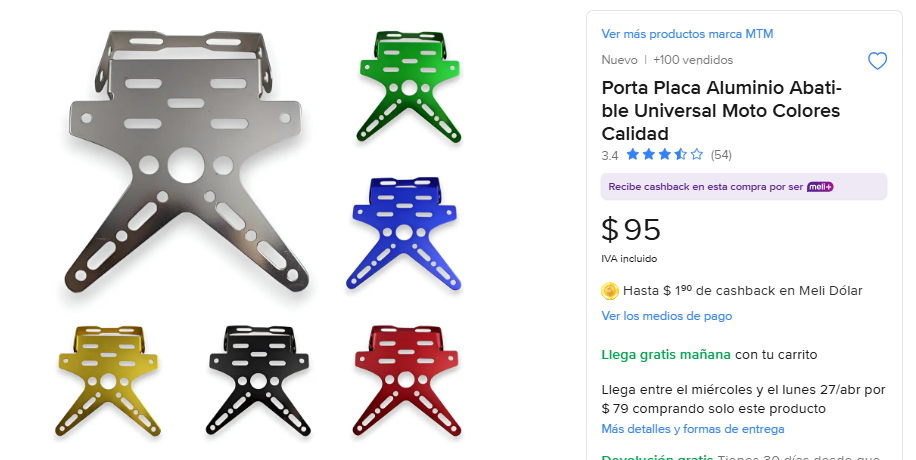 Ver más productos marca MTM
Nuevo | +100 vendidos
Porta Placa Aluminio Abati-
ble Universal Moto Colores
Calidad
3.4 (54)
Recibe cashback en esta compra por ser meli+
$ 95
IVA incluido
Hasta $ 1⁹⁰ de cashback en Meli Dólar
Ver los medios de pago
Llega gratis mañana con tu carrito
Llega entre el miércoles y el lunes 27/abr por
$ 79 comprando solo este producto
Más detalles y formas de entrega
Devolución gratis Tienes 30 días desde que